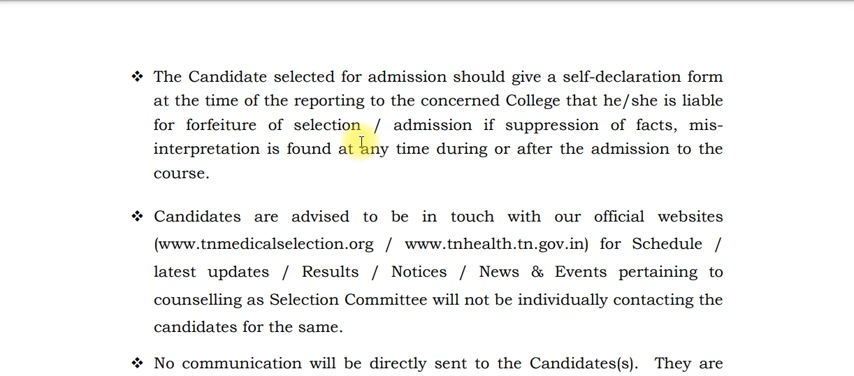 ❖ The Candidate selected for admission should give a self-declaration form
at the time of the reporting to the concerned College that he/she is liable
for forfeiture of selection / admission if suppression of facts, mis-
interpretation is found at any time during or after the admission to the
course.
❖ Candidates are advised to be in touch with our official websites
(www.tnmedicalselection.org / www.tnhealth.tn.gov.in) for Schedule /
latest updates / Results / Notices / News & Events pertaining to
counselling as Selection Committee will not be individually contacting the
candidates for the same.
❖ No communication will be directly sent to the Candidates(s). They are